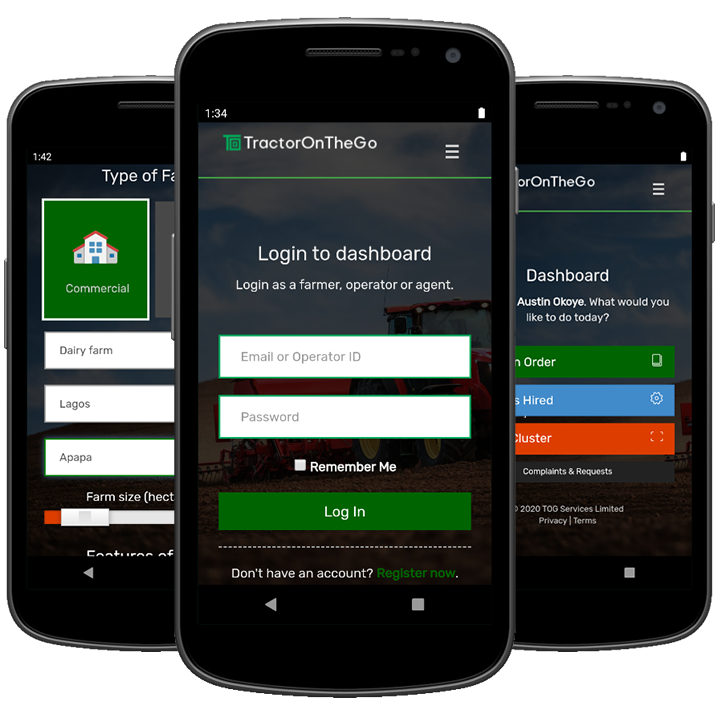 1:42
Type of Fa
Commercial
Dairy farm
Lagos
Apapa
Farm size (hect
Features of
1:34
TractorOnTheGo
Login to dashboard
Login as a farmer, operator or agent.
Email or Operator ID
Password
Remember Me
Log In
Don't have an account? Register now.
orOnTheGo
Dashboard
Austin Okoye. What would you
like to do today?
n Order
s Hired
Cluster
Complaints & Requests
© 2020 TOG Services Limited
Privacy | Terms